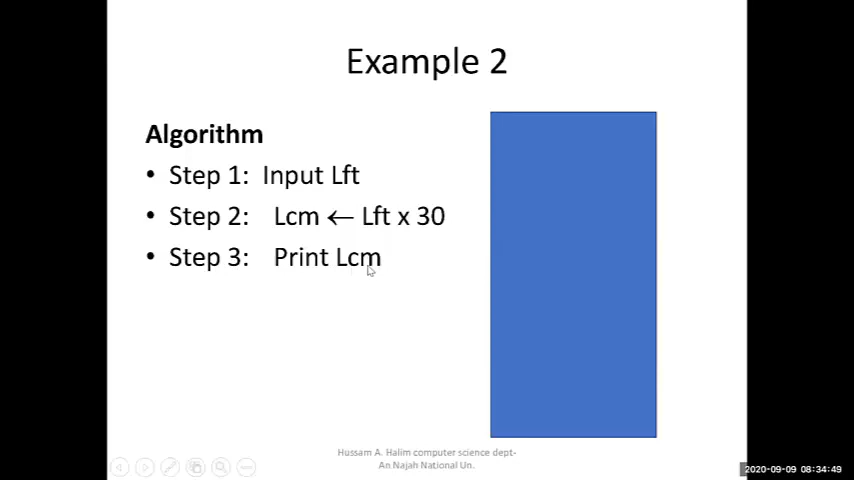 Example 2
Algorithm
• Step 1: Input Lft
• Step 2: Lcm ← Lft x 30
• Step 3: Print Lcm
Hussam A. Halim computer science dept-
An Najah National Un.
2020-09-09 08:34:49